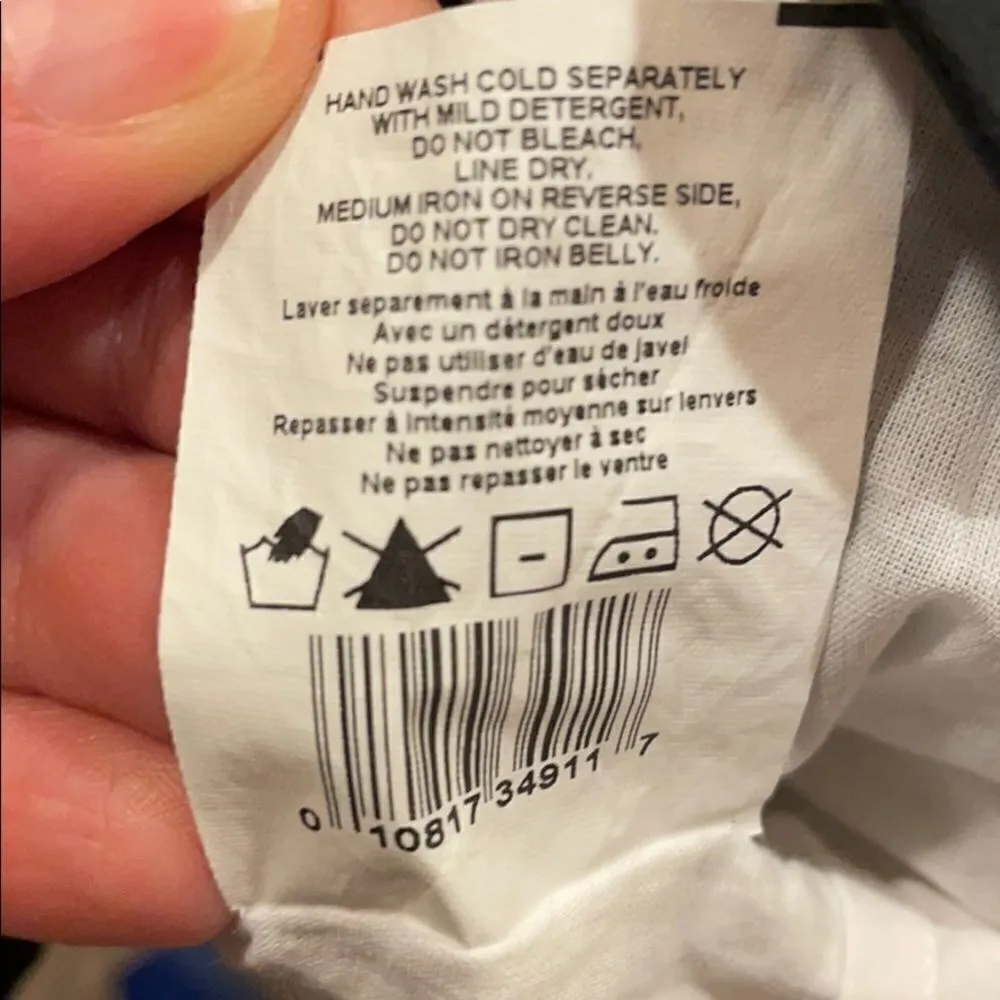 HAND WASH COLD SEPARATELY
WITH MILD DETERGENT,
DO NOT BLEACH,
LINE DRY,
MEDIUM IRON ON REVERSE SIDE,
DO NOT DRY CLEAN.
DO NOT IRON BELLY.
Laver separement à la main à l'eau froide
Avec un détergent doux
Ne pas utiliser d'eau de javel
Suspendre pour sécher
Repasser à intensité moyenne sur lenvers
Ne pas nettoyer à sec
Ne pas repasser le ventre
0 10817 34911 7